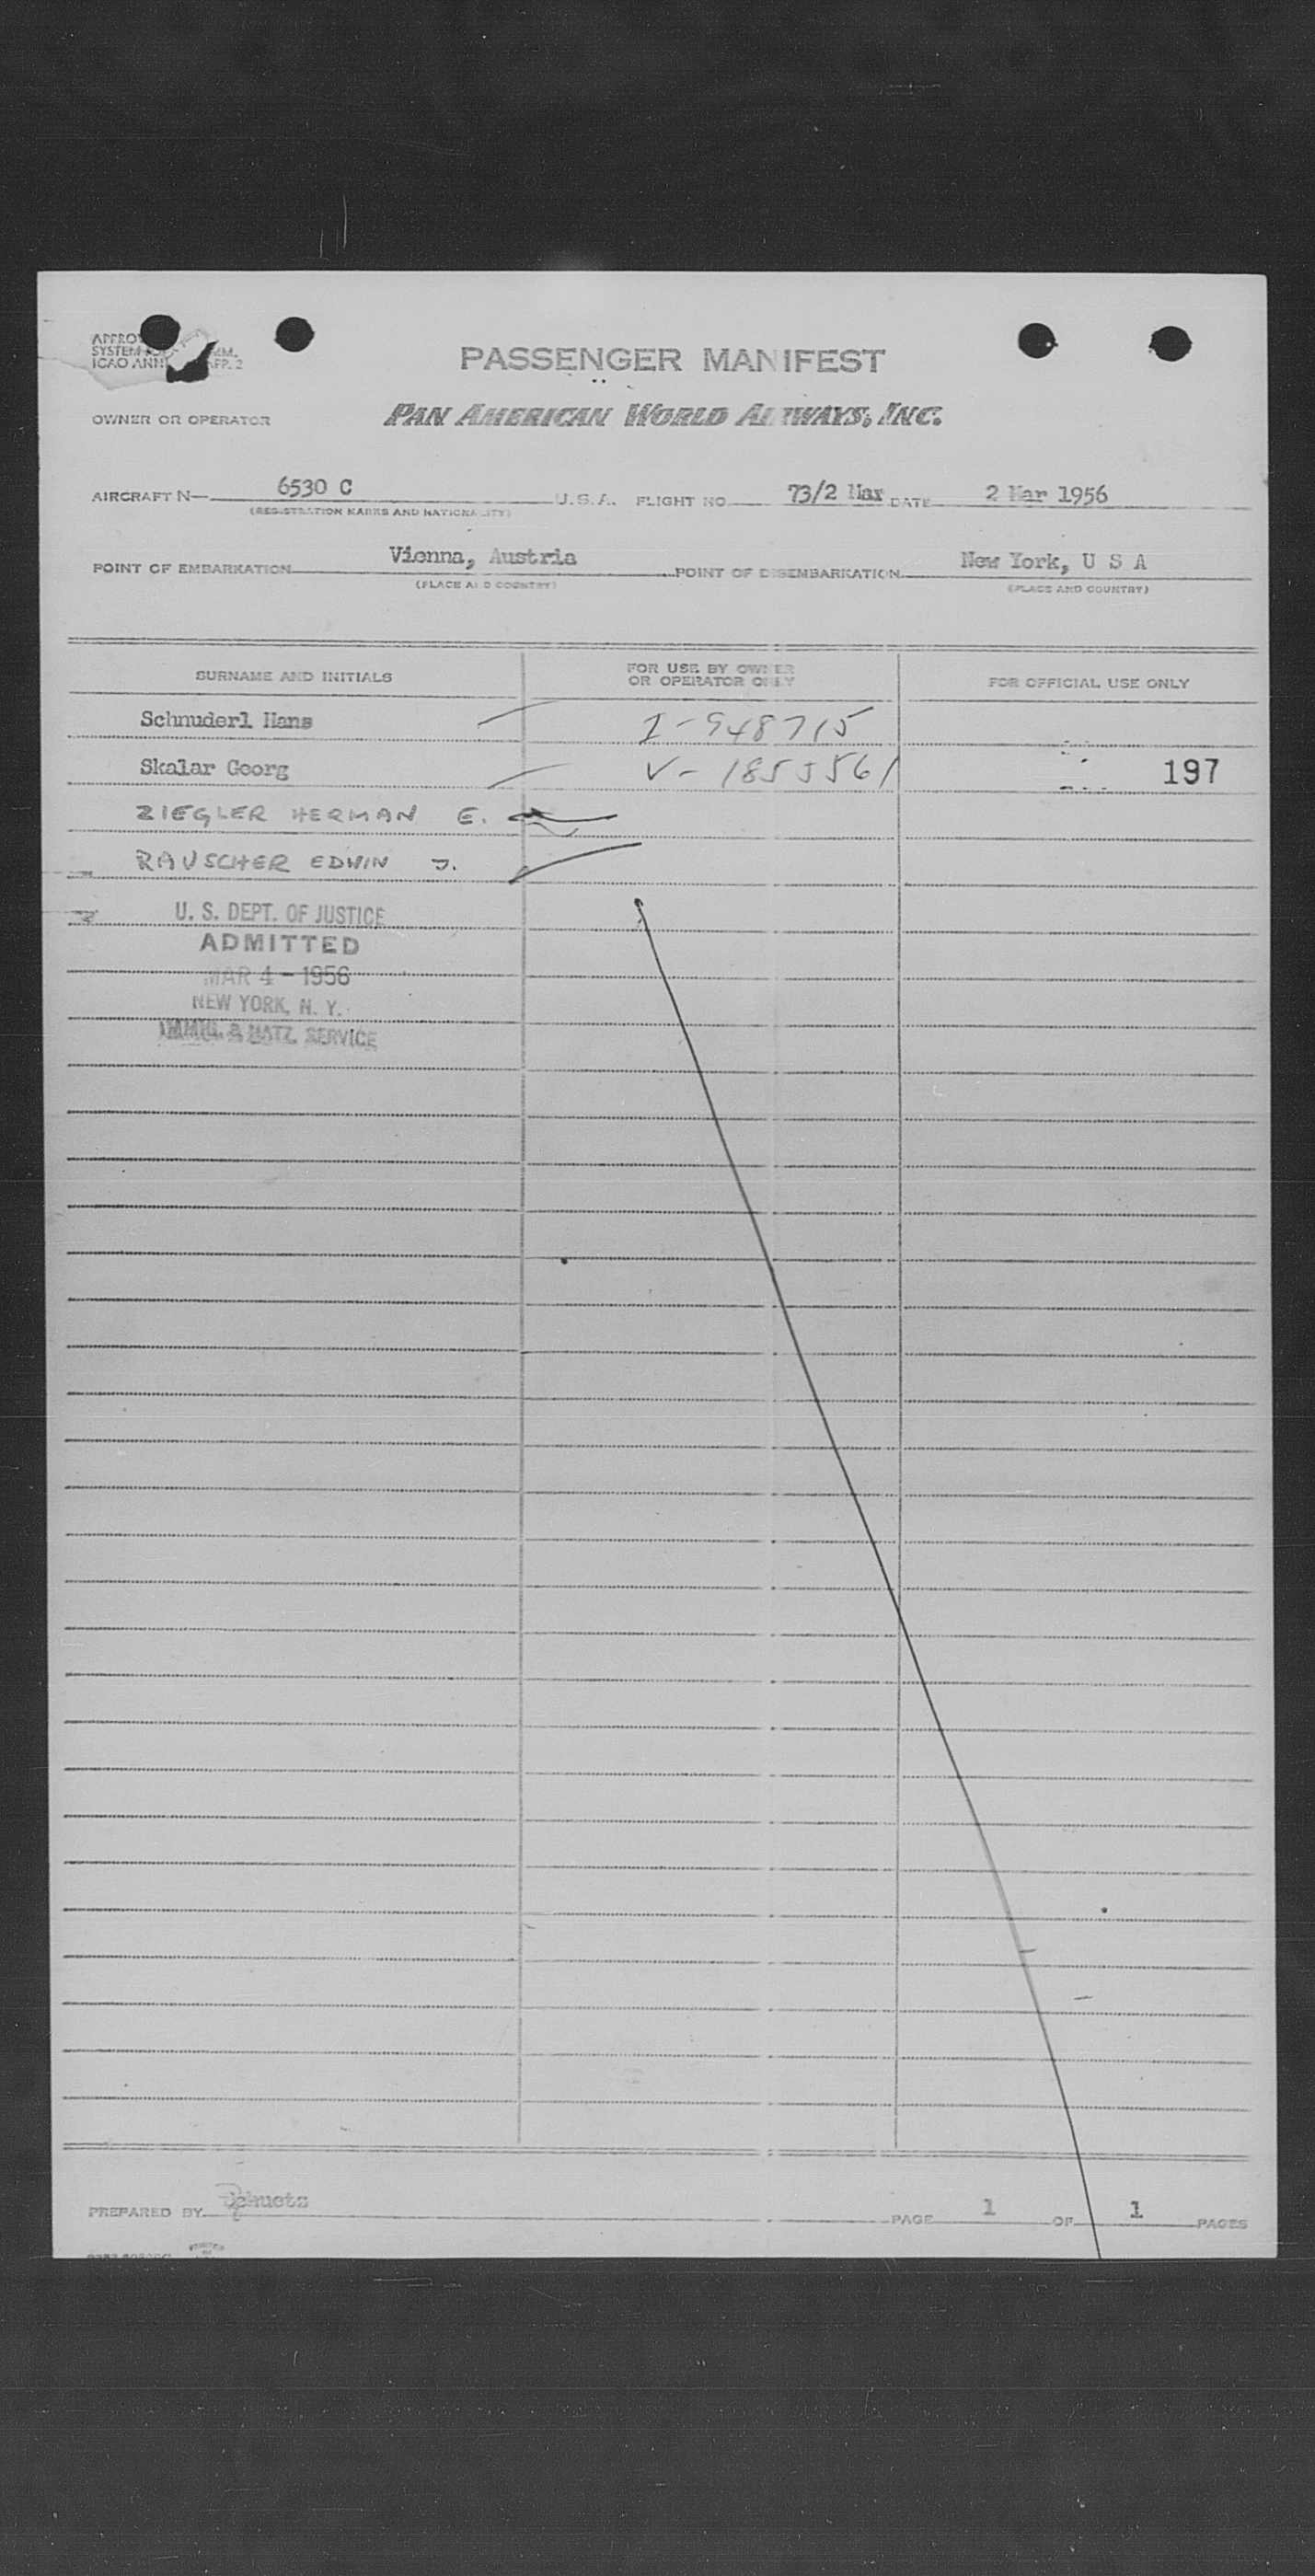 PASSENGER MANIFEST
OWNER OR OPERATOR PAN AMERICAN WORLD AIRWAYS, INC.
AIRCRAFT N— 6530 C U.S.A. FLIGHT NO. 73/2 Mar DATE 2 Mar 1956
(REGISTRATION MARKS AND NATIONALITY)
POINT OF EMBARKATION Vienna, Austria POINT OF DISEMBARKATION New York, U S A
(PLACE AND COUNTRY) (PLACE AND COUNTRY)
SURNAME AND INITIALS FOR USE BY OWNER OR OPERATOR ONLY FOR OFFICIAL USE ONLY
Schnuderl Hans I-948715
Skalar Georg V-1855561 197
ZIEGLER HERMAN E.
RAUSCHER EDWIN J.
U. S. DEPT. OF JUSTICE
ADMITTED
MAR 4 - 1956
NEW YORK, N. Y.
IMMIG. & NATZ. SERVICE
PREPARED BY PAGE 1 OF 1 PAGES